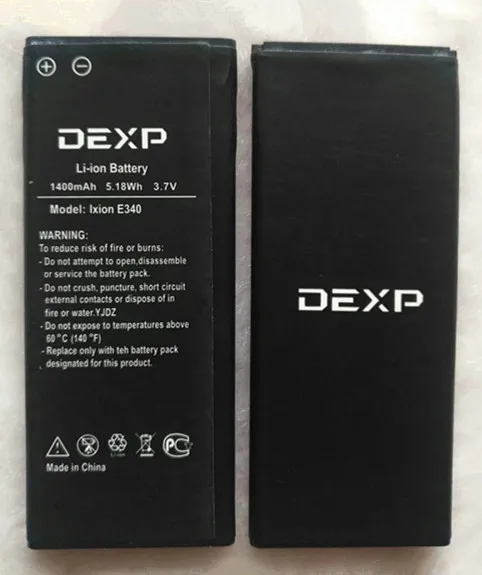 + −
DEXP
Li-ion Battery
1400mAh 5.18Wh 3.7V
Model: Ixion E340
WARNING:
To reduce risk of fire or burns:
- Do not attempt to open,disassemble
or service the battery pack.
- Do not crush, puncture, short circuit
external contacts or dispose of in
fire or water.YJDZ
- Do not expose to temperatures above
60°C (140 °F)
- Replace only with teh battery pack
designated for this product.
Li-ion
Made in China
DEXP